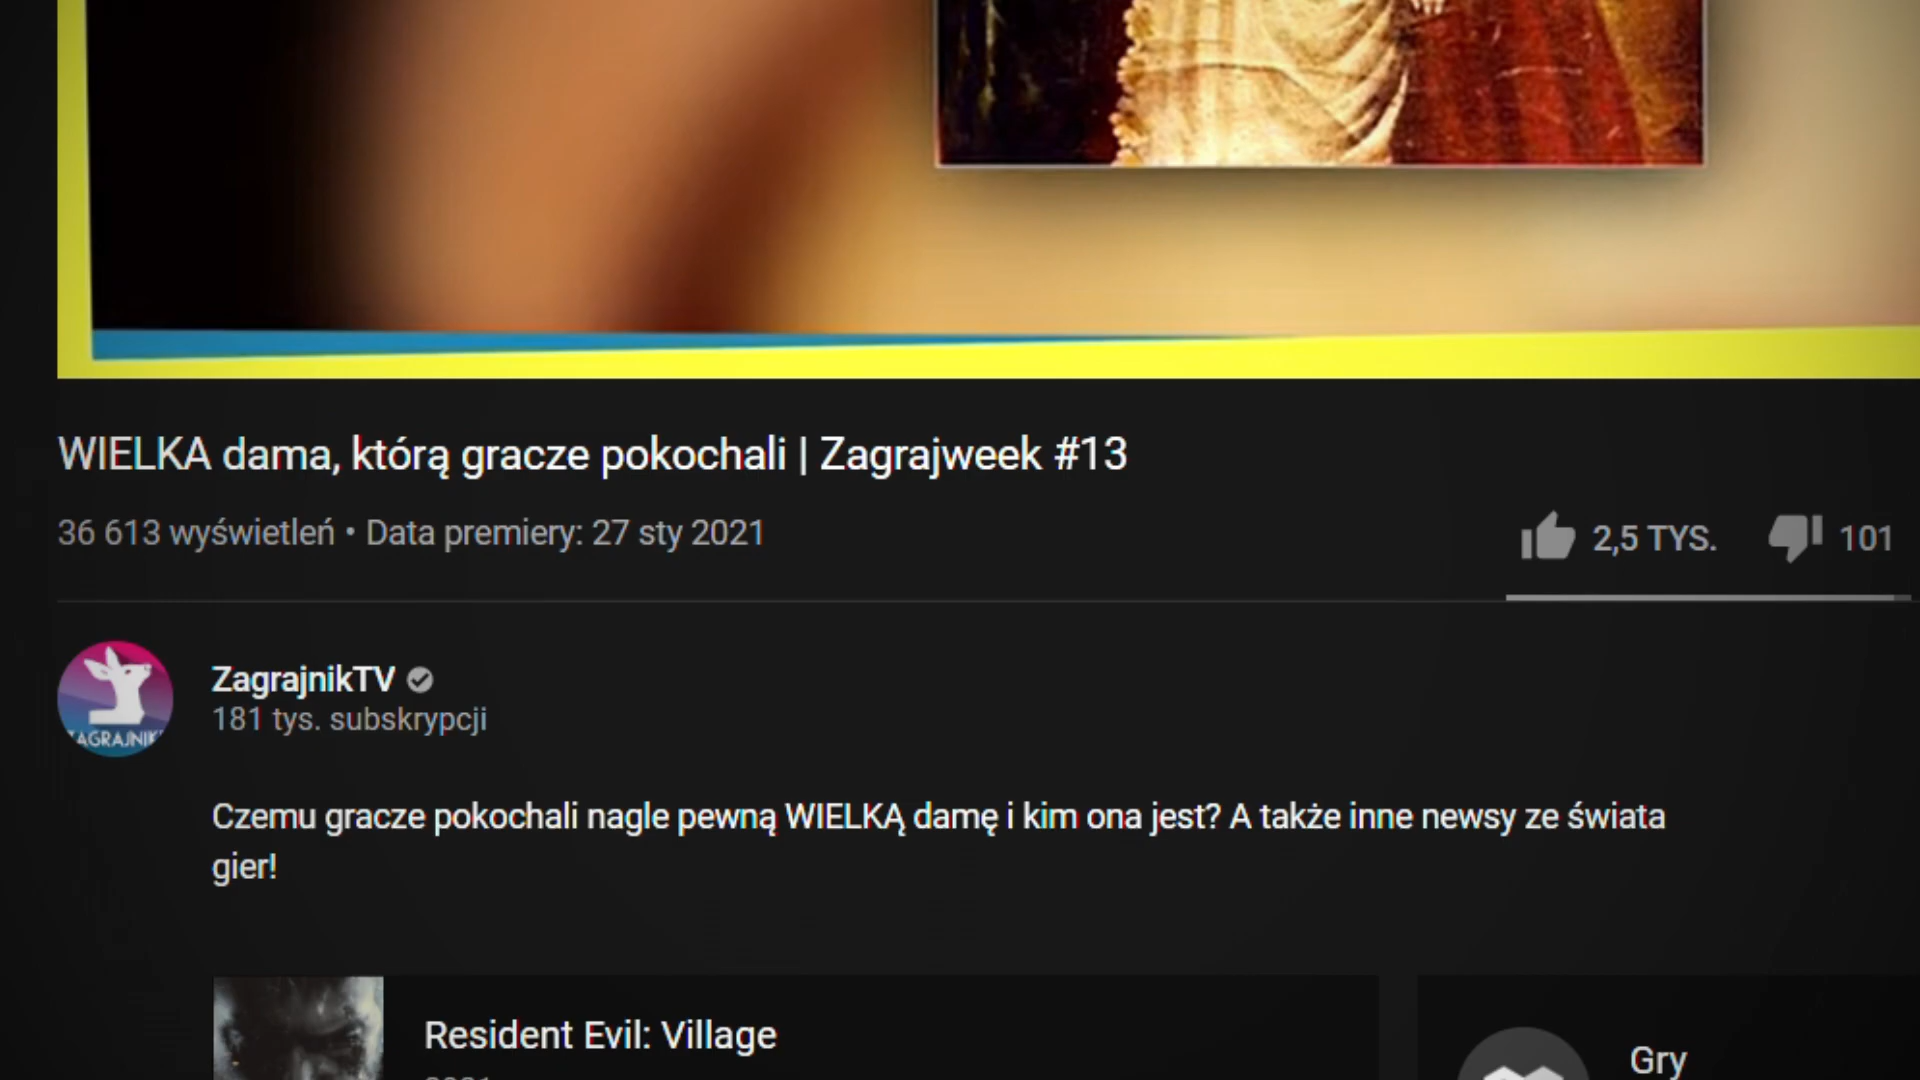 WIELKA dama, którą gracze pokochali | Zagrajweek #13
36 613 wyświetleń • Data premiery: 27 sty 2021
2,5 TYS. 101
ZagrajnikTV
181 tys. subskrypcji
AGRAJNIK
Czemu gracze pokochali nagle pewną WIELKĄ damę i kim ona jest? A także inne newsy ze świata
gier!
Resident Evil: Village
Gry